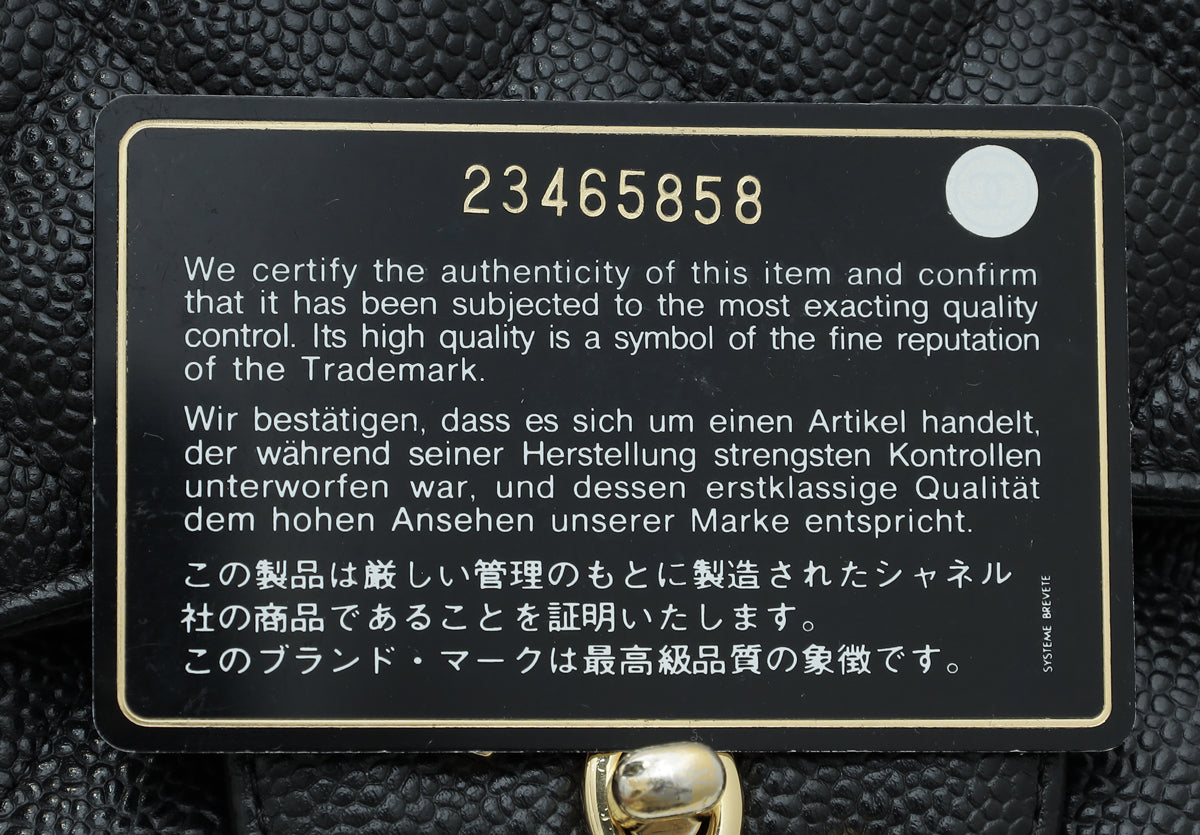 23465858
We certify the authenticity of this item and confirm
that it has been subjected to the most exacting quality
control. Its high quality is a symbol of the fine reputation
of the Trademark.
Wir bestätigen, dass es sich um einen Artikel handelt,
der während seiner Herstellung strengsten Kontrollen
unterworfen war, und dessen erstklassige Qualität
dem hohen Ansehen unserer Marke entspricht.
この製品は厳しい管理のもとに製造されたシャネル
社の商品であることを証明いたします。
このブランド・マークは最高級品質の象徴です。
SYSTEME BREVETE